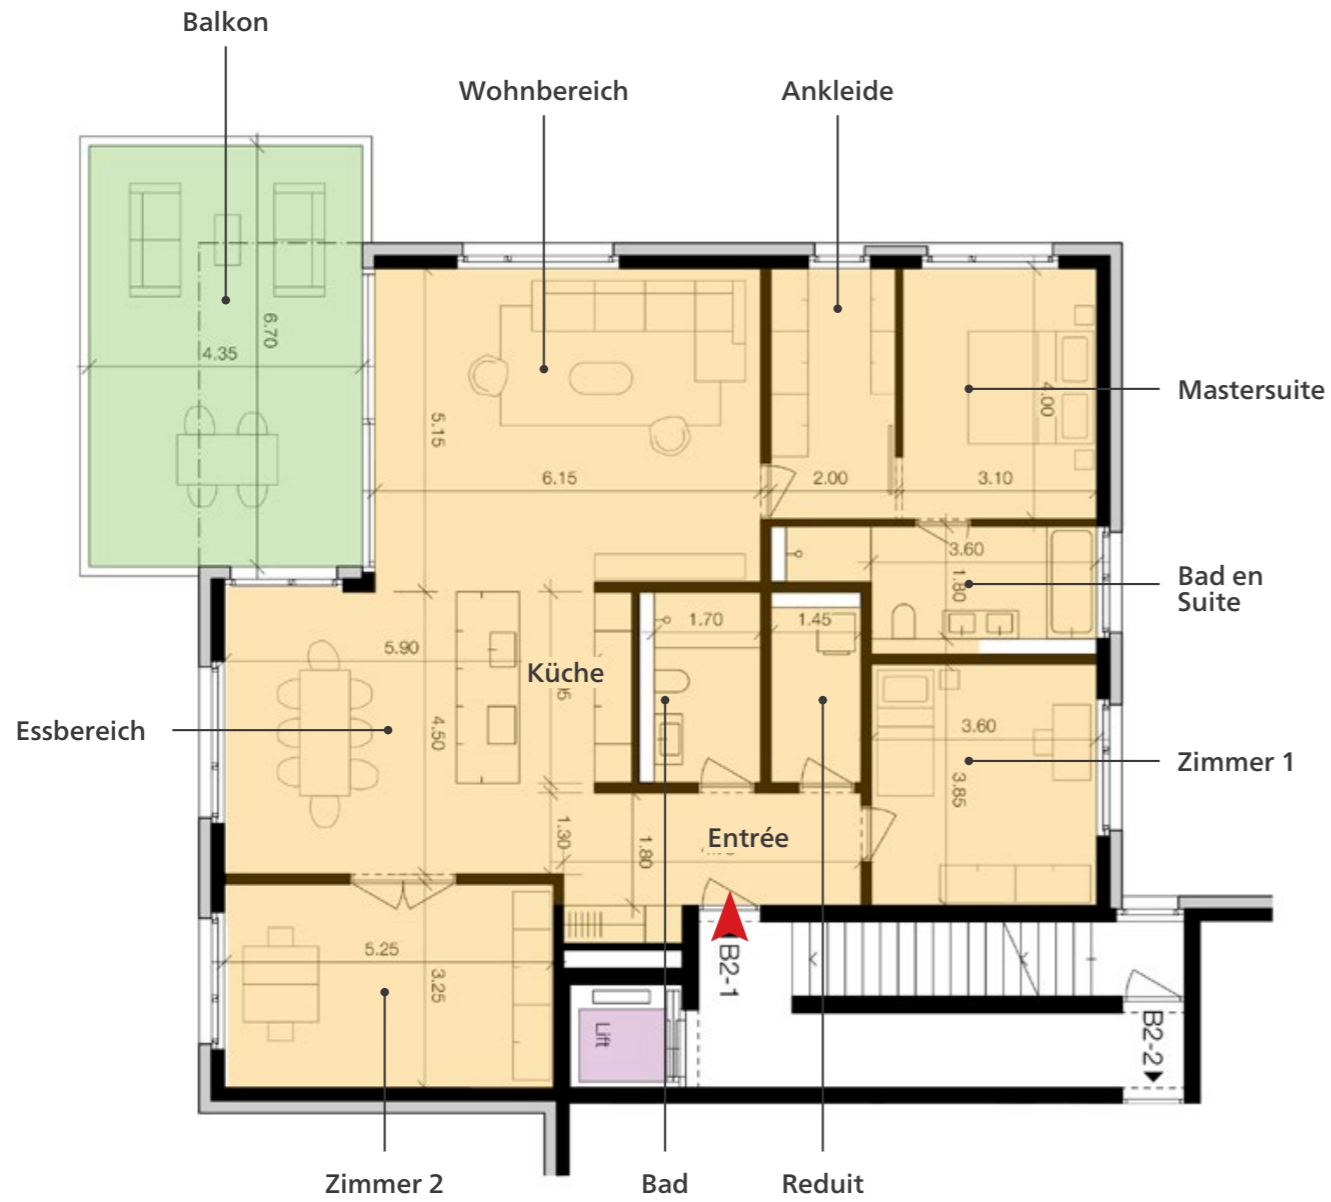 Balkon
Wohnbereich
Ankleide
6.70
4.35
5.15
4.00
Mastersuite
6.15
2.00
3.10
3.60
1.80
Bad en
Suite
1.70
1.45
5.90
Küche
Essbereich
4.50
3.60
Zimmer 1
3.85
1.30
1.80
Entrée
5.25
3.25
B2-1
Lift
B2-2
Zimmer 2
Bad
Reduit